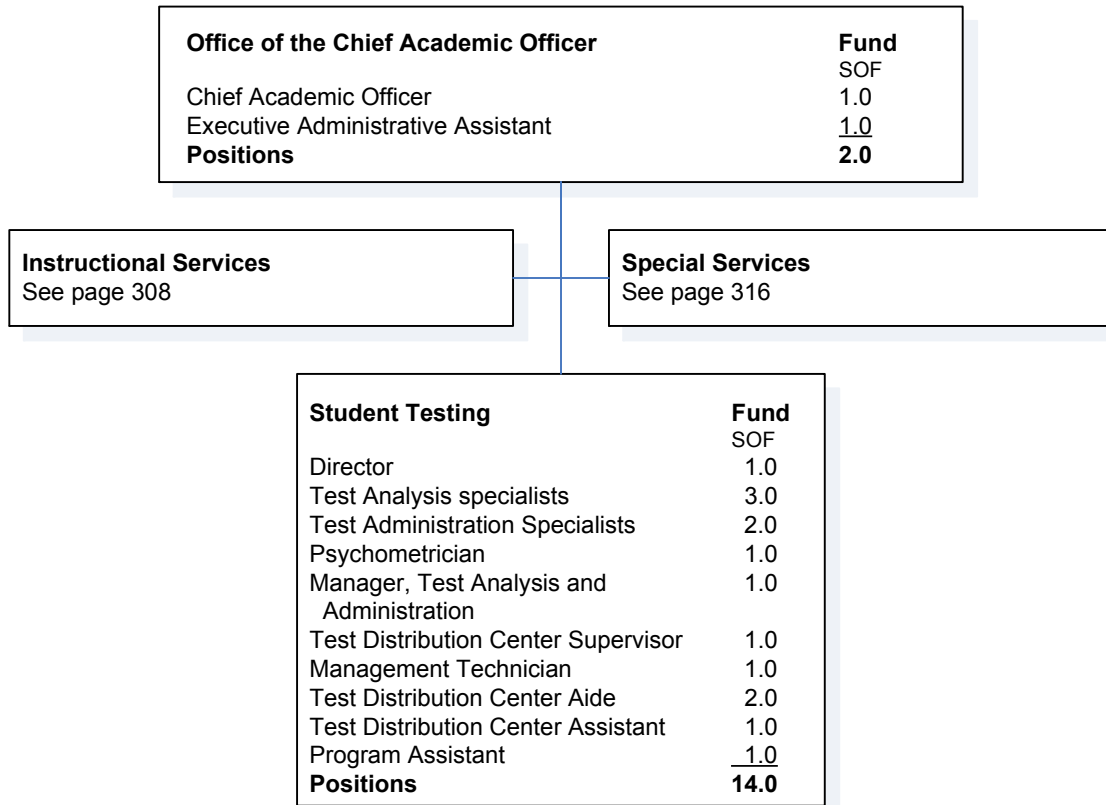 Office of the Chief Academic Officer Fund
SOF
Chief Academic Officer 1.0
Executive Administrative Assistant 1.0
Positions 2.0
Instructional Services
See page 308
Special Services
See page 316
Student Testing Fund
SOF
Director 1.0
Test Analysis specialists 3.0
Test Administration Specialists 2.0
Psychometrician 1.0
Manager, Test Analysis and 1.0
Administration
Test Distribution Center Supervisor 1.0
Management Technician 1.0
Test Distribution Center Aide 2.0
Test Distribution Center Assistant 1.0
Program Assistant 1.0
Positions 14.0